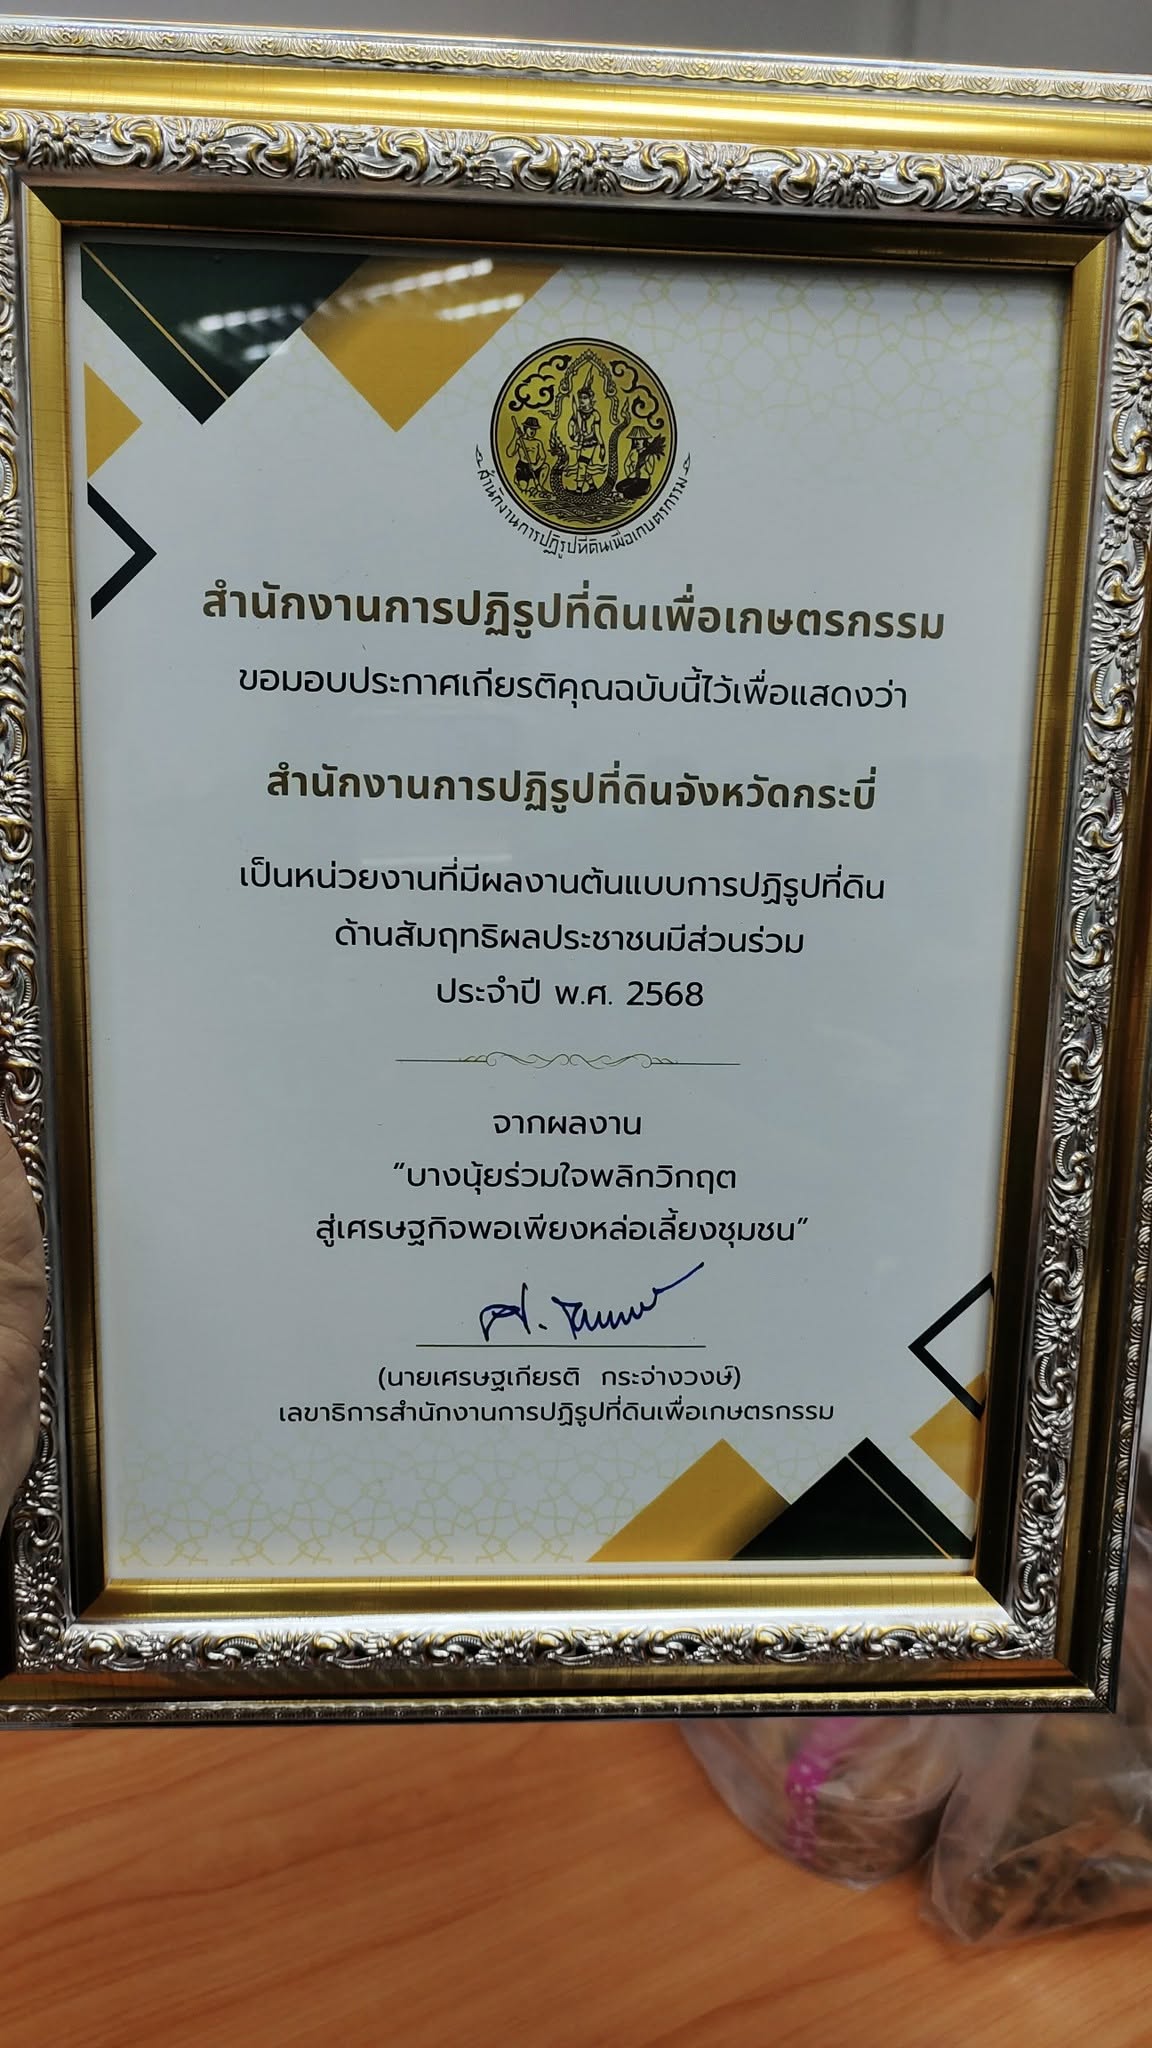 สำนักงานการปฏิรูปที่ดินเพื่อเกษตรกรรม
สำนักงานการปฏิรูปที่ดินเพื่อเกษตรกรรม
ขอมอบประกาศเกียรติคุณฉบับนี้ไว้เพื่อแสดงว่า
สำนักงานการปฏิรูปที่ดินจังหวัดกระบี่
เป็นหน่วยงานที่มีผลงานต้นแบบการปฏิรูปที่ดิน
ด้านสัมฤทธิผลประชาชนมีส่วนร่วม
ประจำปี พ.ศ. 2568
จากผลงาน
“บางนุ้ยร่วมใจพลิกวิกฤต
สู่เศรษฐกิจพอเพียงหล่อเลี้ยงชุมชน”
(นายเศรษฐเกียรติ กระจ่างวงษ์)
เลขาธิการสำนักงานการปฏิรูปที่ดินเพื่อเกษตรกรรม